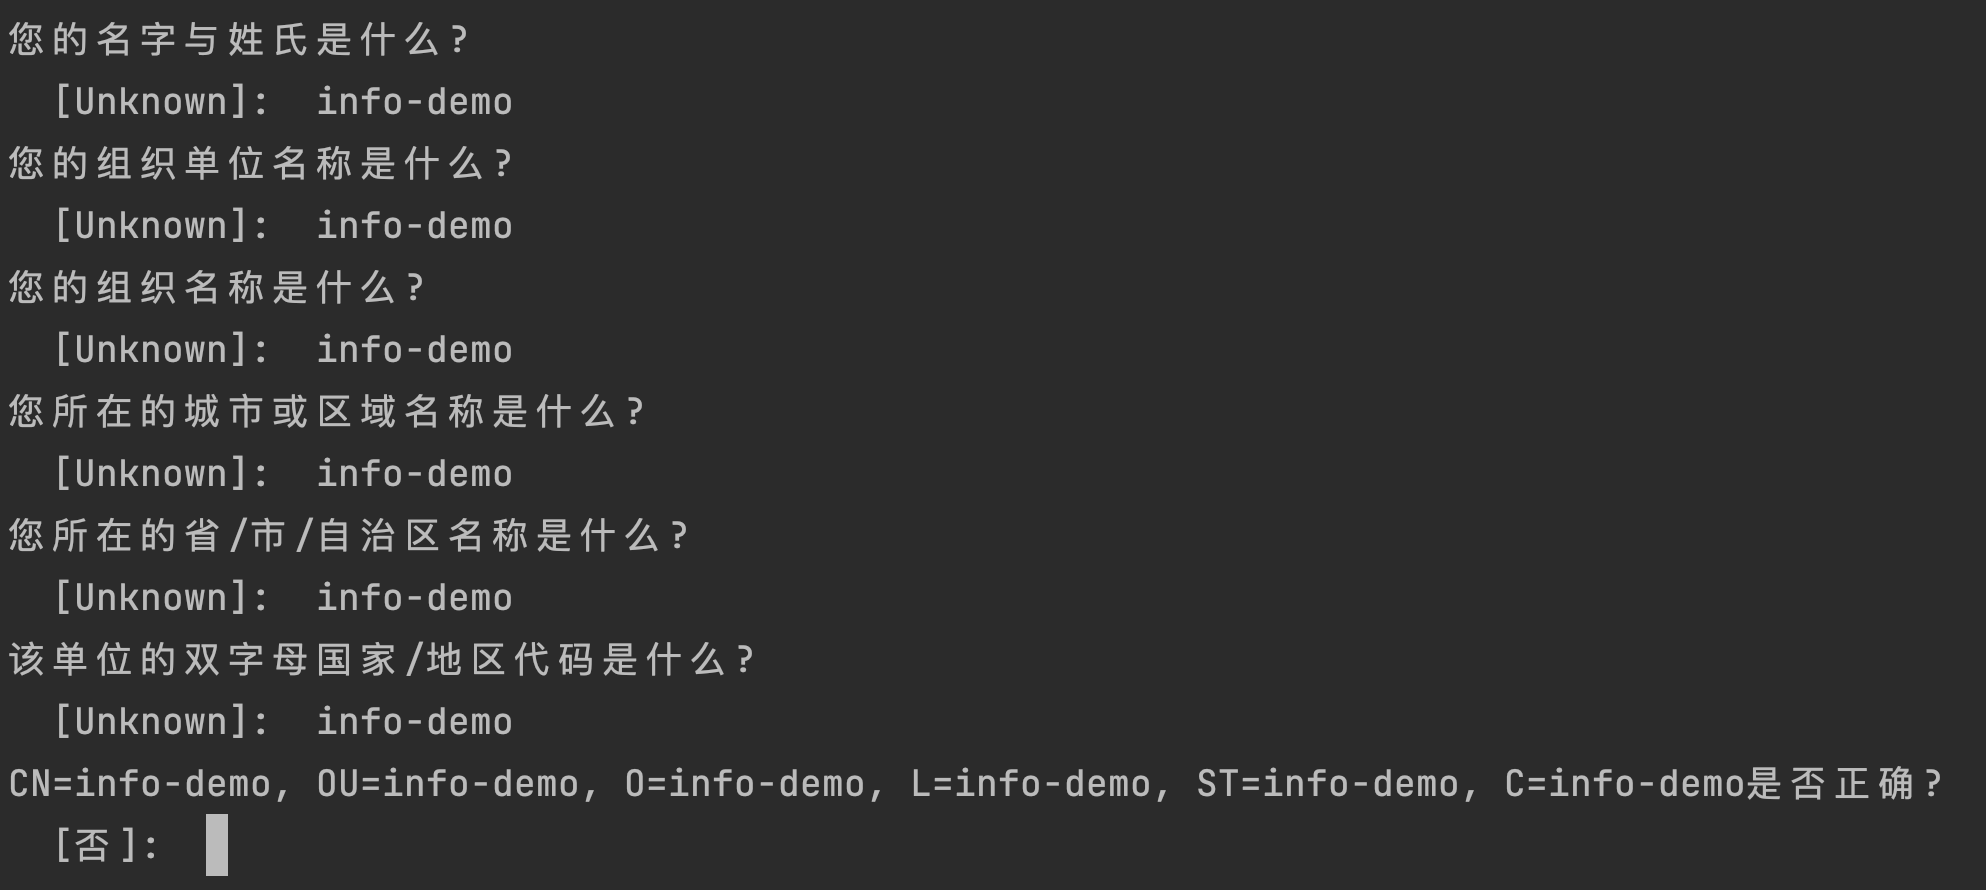 您的名字与姓氏是什么?
[Unknown]:  info-demo
您的组织单位名称是什么?
[Unknown]:  info-demo
您的组织名称是什么?
[Unknown]:  info-demo
您所在的城市或区域名称是什么?
[Unknown]:  info-demo
您所在的省/市/自治区名称是什么?
[Unknown]:  info-demo
该单位的双字母国家/地区代码是什么?
[Unknown]:  info-demo
CN=info-demo, OU=info-demo, O=info-demo, L=info-demo, ST=info-demo, C=info-demo是否正确?
[否]: